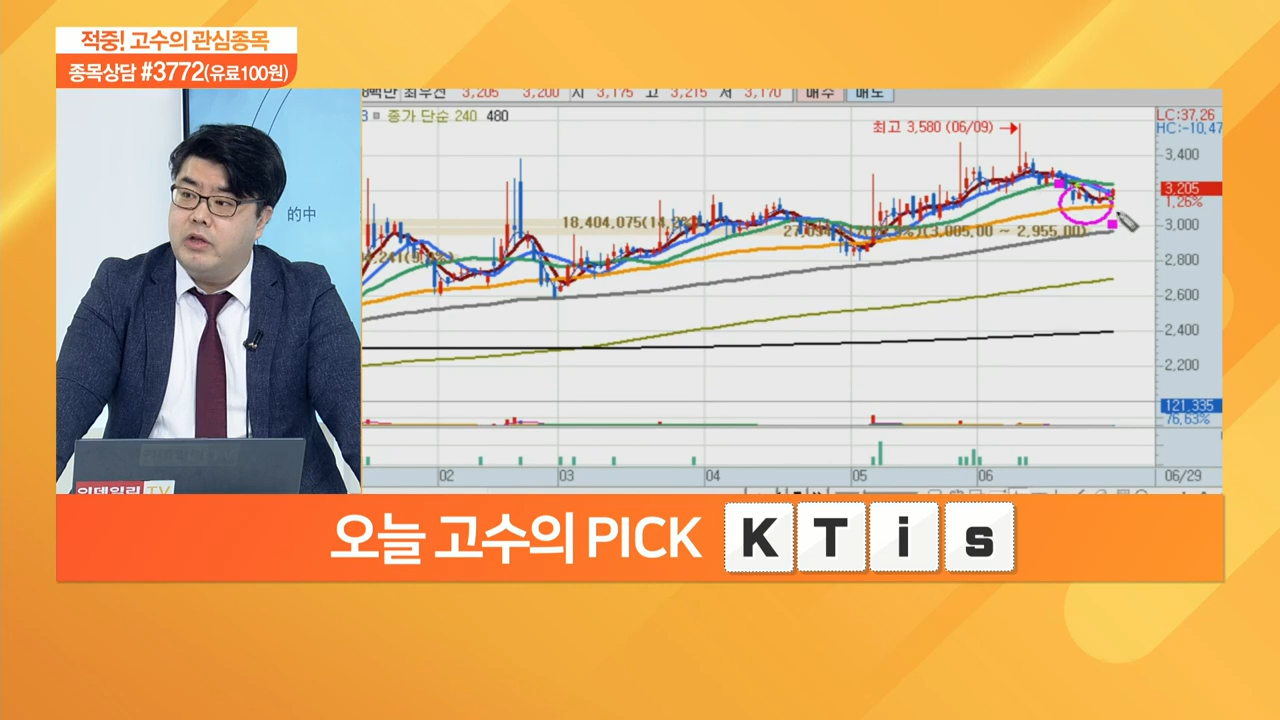 적중! 고수의 관심종목
종목상담 #3772(유료100원)
的中
최우선 3,205 3,200 시 3,175 고 3,215 저 3,170 매수 매도
종가 단순 240 480
LC:37.26
HC:-10.47
최고 3,580 (06/09)
3,400
3,205
1.26%
18,404,075
(3,085.00 ~ 2,955.00)
3,000
2,800
2,600
2,400
2,200
121,335
76.63%
02 03 04 05 06 06/29
이데일리 TV
오늘 고수의 PICK KTis